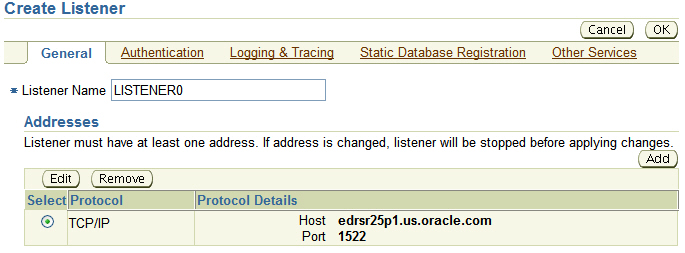 Create Listener
Cancel OK
General Authentication Logging & Tracing Static Database Registration Other Services
* Listener Name LISTENER0
Addresses
Listener must have at least one address. If address is changed, listener will be stopped before applying changes.
Add
Edit Remove
Select Protocol Protocol Details
TCP/IP Host edrsr25p1.us.oracle.com
Port 1522